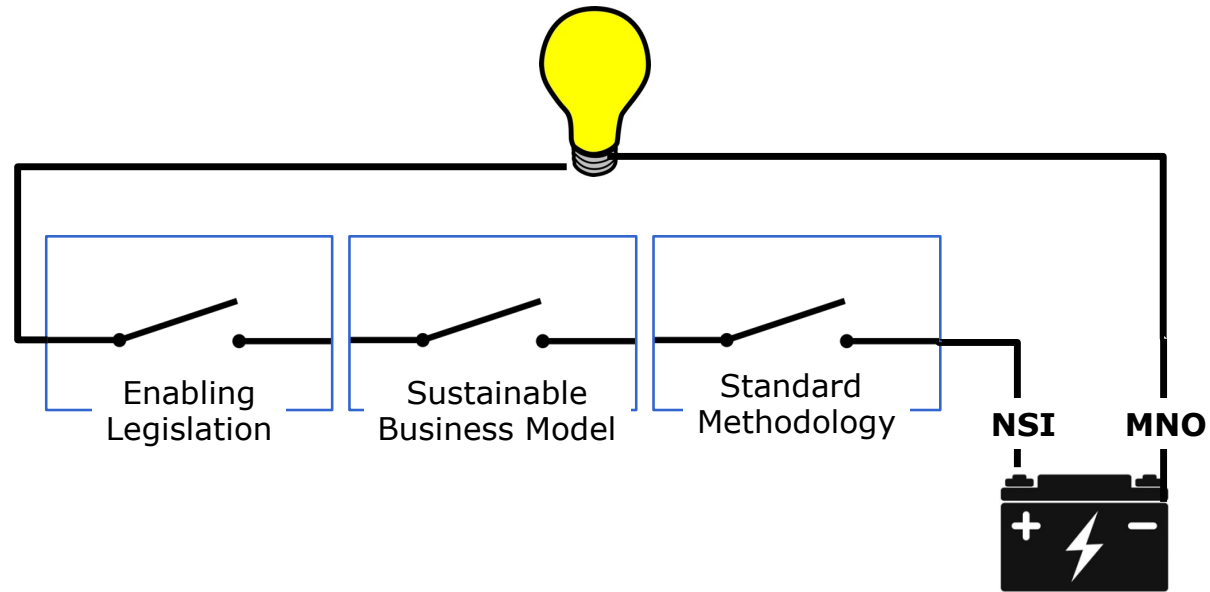 Enabling
Legislation
Sustainable
Business Model
Standard
Methodology
NSI
MNO
+
−